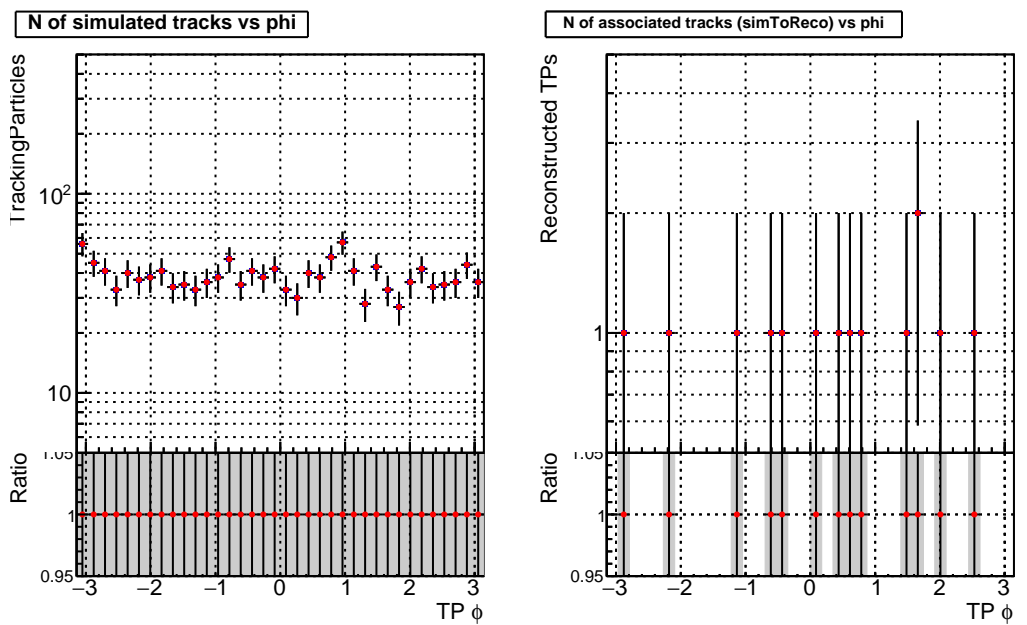 N of simulated tracks vs phi
TrackingParticles
10²
10
Ratio
1.05
1
0.95
−3 −2 −1 0 1 2 3
TP ϕ
N of associated tracks (simToReco) vs phi
Reconstructed TPs
1
Ratio
1.05
1
0.95
−3 −2 −1 0 1 2 3
TP ϕ